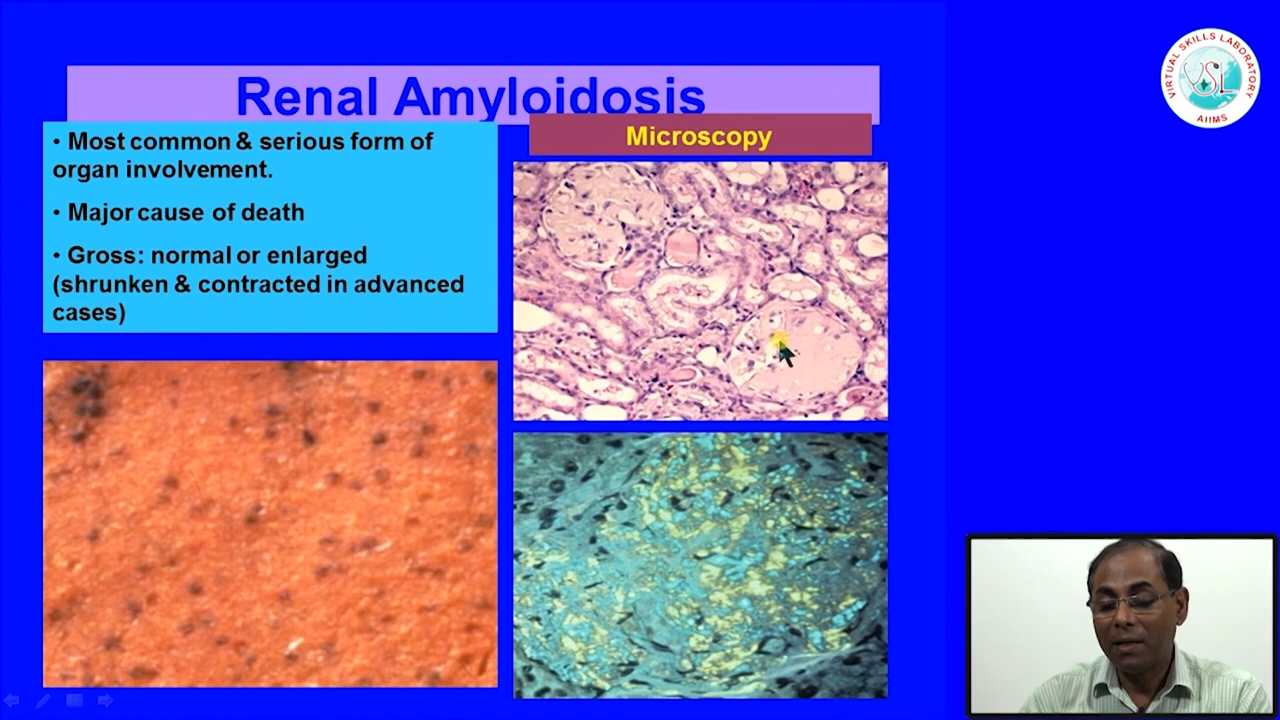 Renal Amyloidosis
• Most common & serious form of
organ involvement.
• Major cause of death
• Gross: normal or enlarged
(shrunken & contracted in advanced
cases)
Microscopy
VIRTUAL SKILLS LABORATORY
VSL
AIIMS